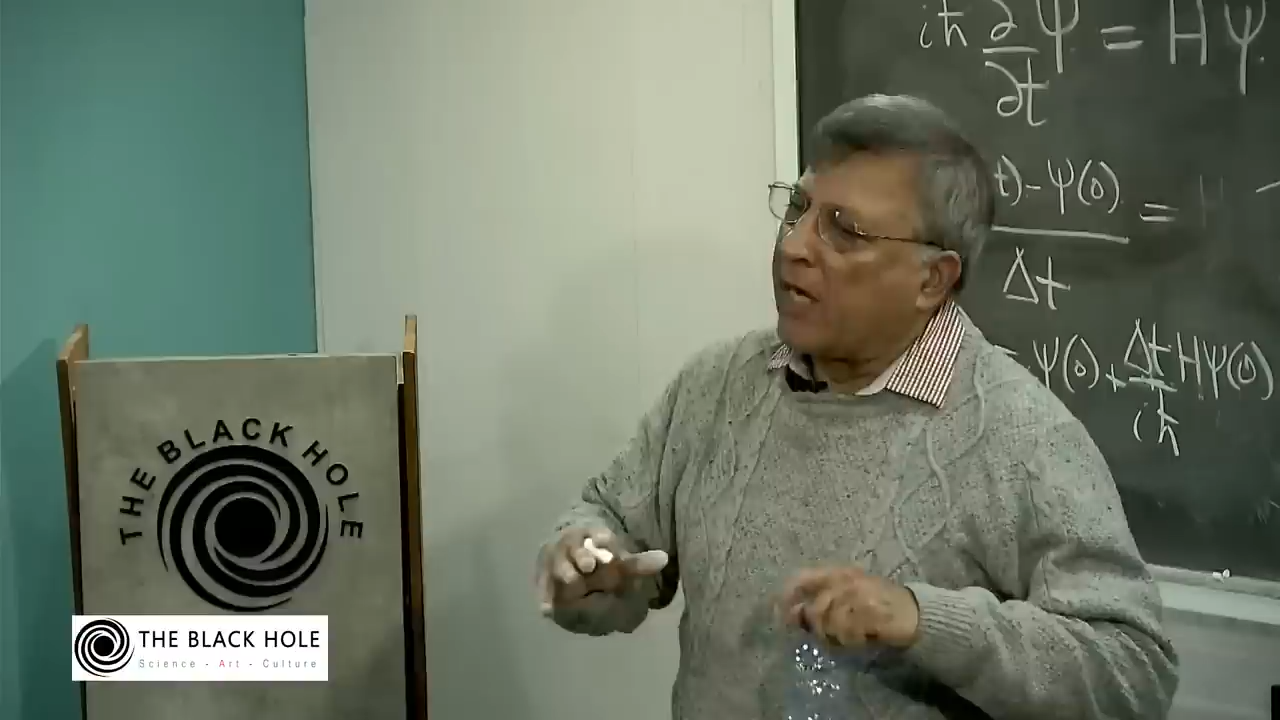 iħ ∂/∂t Ψ = HΨ.
t) - Ψ(0) / Δt = H
= Ψ(0) + Δt/iħ HΨ(0)
THE BLACK HOLE
THE BLACK HOLE
Science - Art - Culture